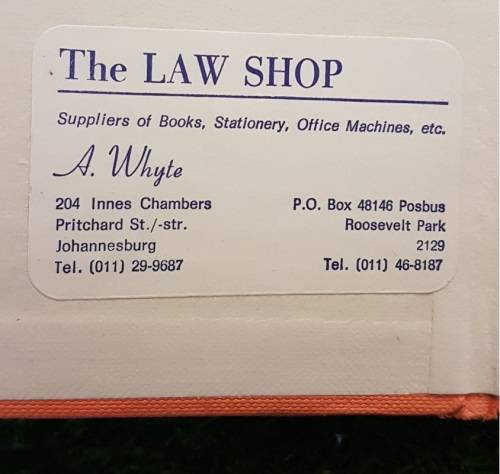 The LAW SHOP
Suppliers of Books, Stationery, Office Machines, etc.
A. Whyte
204 Innes Chambers
Pritchard St./-str.
Johannesburg
Tel. (011) 29-9687
P.O. Box 48146 Posbus
Roosevelt Park
2129
Tel. (011) 46-8187